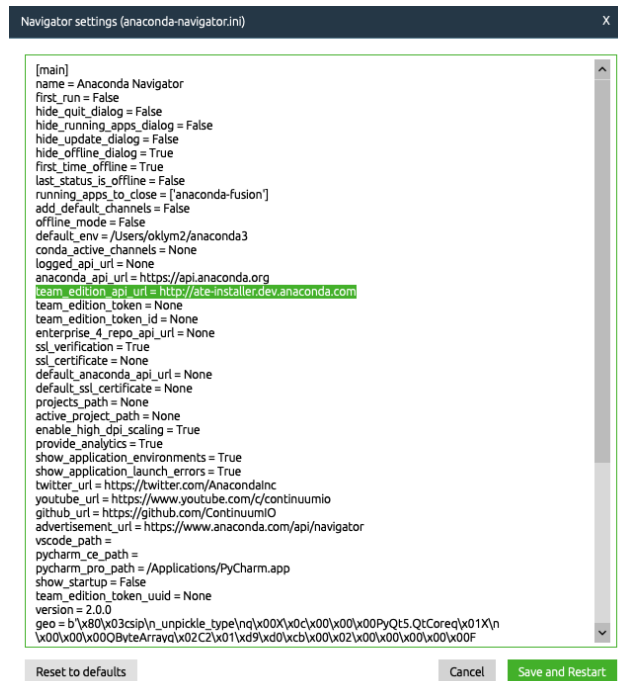 Navigator settings (anaconda-navigator.ini) X
[main]
name = Anaconda Navigator
first_run = False
hide_quit_dialog = False
hide_running_apps_dialog = False
hide_update_dialog = False
hide_offline_dialog = True
first_time_offline = True
last_status_is_offline = False
running_apps_to_close = ['anaconda-fusion']
add_default_channels = False
offline_mode = False
default_env = /Users/oklym2/anaconda3
conda_active_channels = None
logged_api_url = None
anaconda_api_url = https://api.anaconda.org
team_edition_api_url = http://ate-installer.dev.anaconda.com
team_edition_token = None
team_edition_token_id = None
enterprise_4_repo_api_url = None
ssl_verification = True
ssl_certificate = None
default_anaconda_api_url = None
default_ssl_certificate = None
projects_path = None
active_project_path = None
enable_high_dpi_scaling = True
provide_analytics = True
show_application_environments = True
show_application_launch_errors = True
twitter_url = https://twitter.com/AnacondaInc
youtube_url = https://www.youtube.com/c/continuumio
github_url = https://github.com/ContinuumIO
advertisement_url = https://www.anaconda.com/api/navigator
vscode_path =
pycharm_ce_path =
pycharm_pro_path = /Applications/PyCharm.app
show_startup = False
team_edition_token_uuid = None
version = 2.0.0
geo = b'\x80\x03csip\n_unpickle_type\nq\x00X\x0c\x00\x00\x00PyQt5.QtCoreq\x01X\n
\x00\x00\x00QByteArrayq\x02C2\x01\xd9\xd0\xcb\x00\x02\x00\x00\x00\x00\x00F
Reset to defaults Cancel Save and Restart